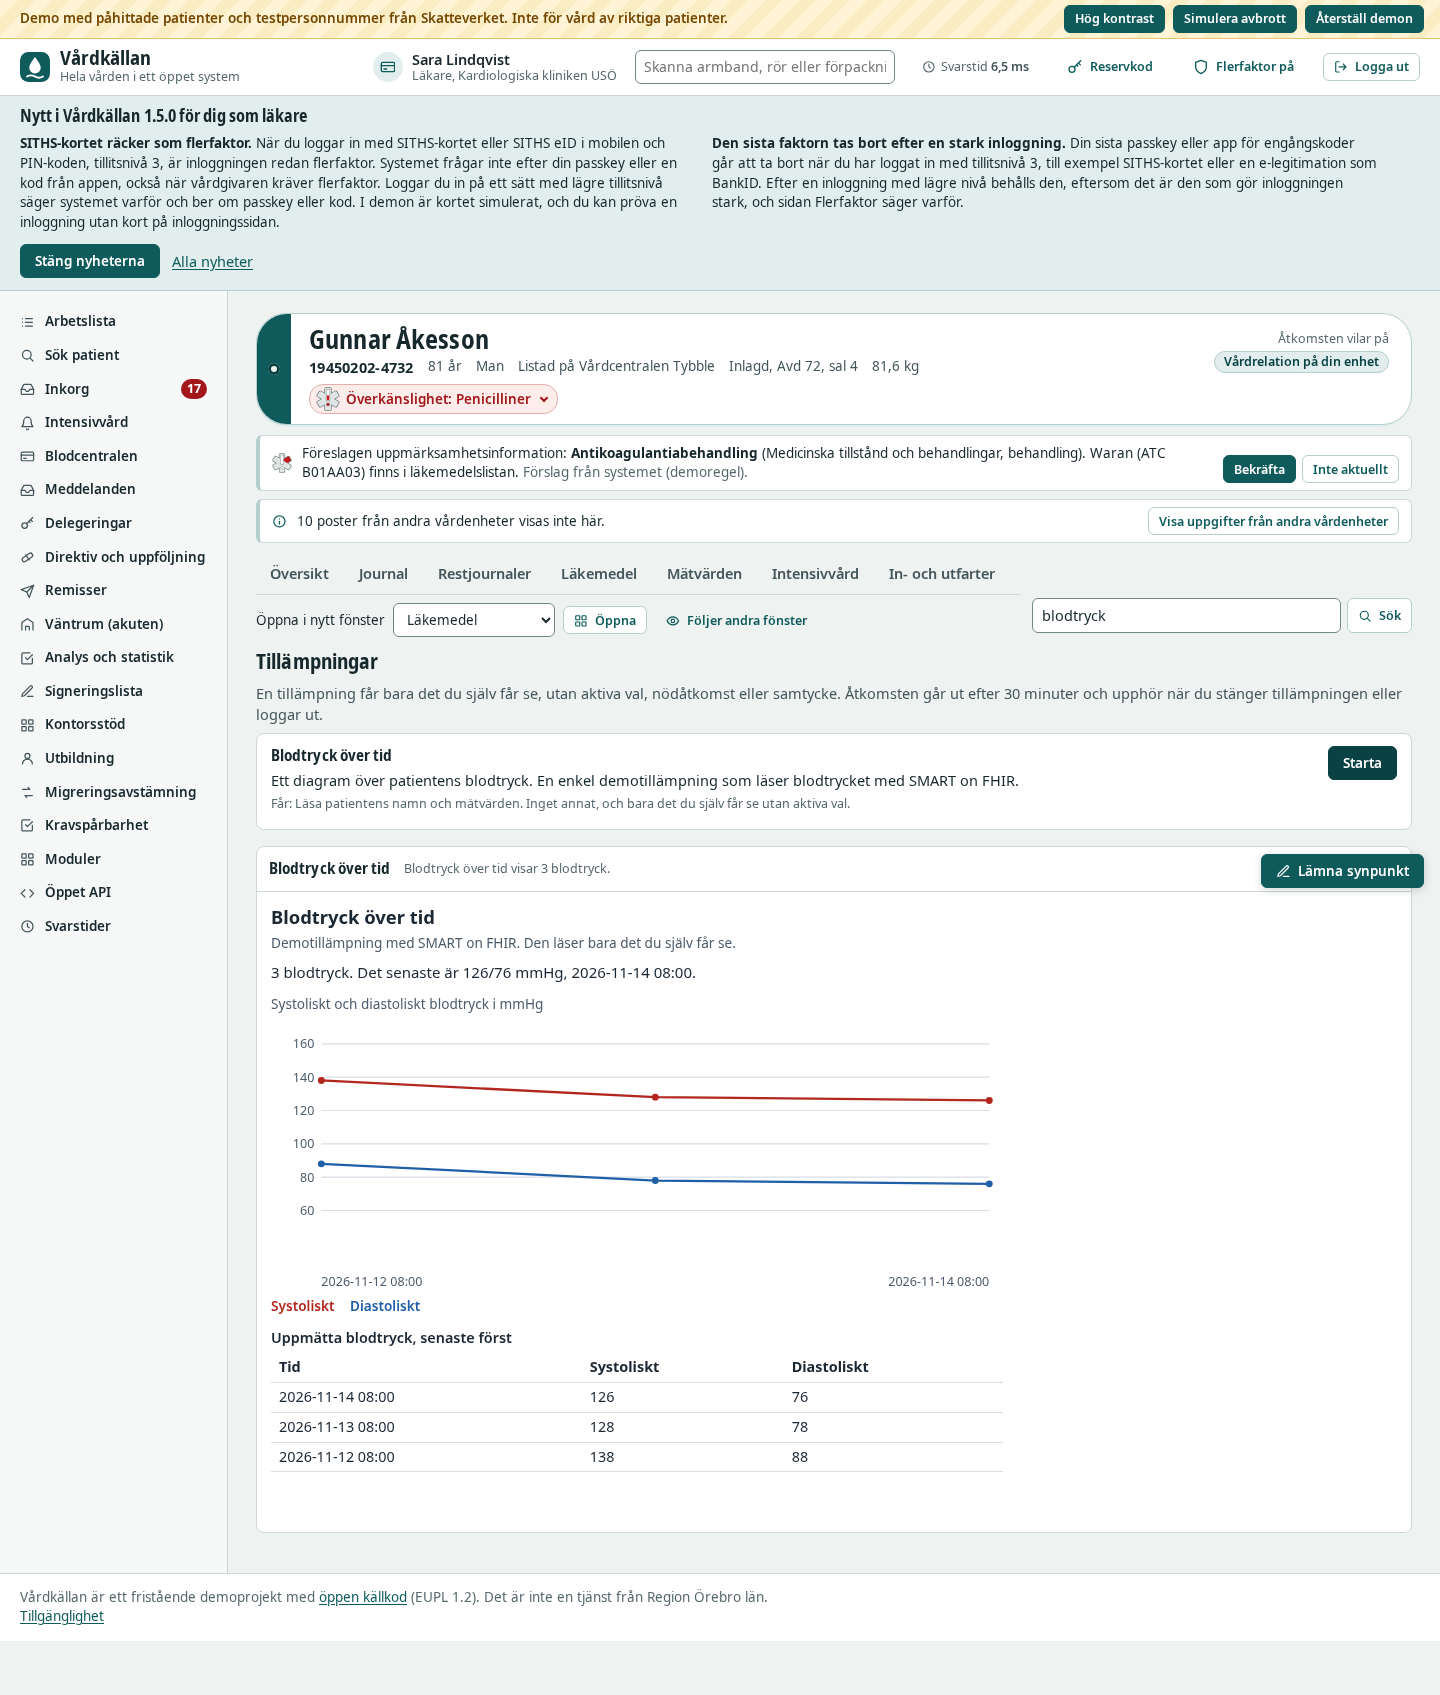 Demo med påhittade patienter och testpersonnummer från Skatteverket. Inte för vård av riktiga patienter.
Hög kontrast
Simulera avbrott
Återställ demon
Vårdkällan
Hela vården i ett öppet system
Sara Lindqvist
Läkare, Kardiologiska kliniken USÖ
Skanna armband, rör eller förpackni
Svarstid 6,5 ms
Reservkod
Flerfaktor på
Logga ut
Nytt i Vårdkällan 1.5.0 för dig som läkare
SITHS-kortet räcker som flerfaktor. När du loggar in med SITHS-kortet eller SITHS eID i mobilen och
PIN-koden, tillitsnivå 3, är inloggningen redan flerfaktor. Systemet frågar inte efter din passkey eller en
kod från appen, också när vårdgivaren kräver flerfaktor. Loggar du in på ett sätt med lägre tillitsnivå
säger systemet varför och ber om passkey eller kod. I demon är kortet simulerat, och du kan pröva en
inloggning utan kort på inloggningssidan.
Den sista faktorn tas bort efter en stark inloggning. Din sista passkey eller app för engångskoder
går att ta bort när du har loggat in med tillitsnivå 3, till exempel SITHS-kortet eller en e-legitimation som
BankID. Efter en inloggning med lägre nivå behålls den, eftersom det är den som gör inloggningen
stark, och sidan Flerfaktor säger varför.
Stäng nyheterna
Alla nyheter
Arbetslista
Sök patient
Inkorg
17
Intensivvård
Blodcentralen
Meddelanden
Delegeringar
Direktiv och uppföljning
Remisser
Väntrum (akuten)
Analys och statistik
Signeringslista
Kontorsstöd
Utbildning
Migreringsavstämning
Kravspårbarhet
Moduler
Öppet API
Svarstider
Gunnar Åkesson
19450202-4732 81 år Man Listad på Vårdcentralen Tybble Inlagd, Avd 72, sal 4 81,6 kg
Överkänslighet: Penicilliner
Åtkomsten vilar på
Vårdrelation på din enhet
Föreslagen uppmärksamhetsinformation: Antikoagulantiabehandling (Medicinska tillstånd och behandlingar, behandling). Waran (ATC
B01AA03) finns i läkemedelslistan. Förslag från systemet (demoregel).
Bekräfta
Inte aktuellt
10 poster från andra vårdenheter visas inte här.
Visa uppgifter från andra vårdenheter
Översikt
Journal
Restjournaler
Läkemedel
Mätvärden
Intensivvård
In- och utfarter
Öppna i nytt fönster
Läkemedel
Öppna
Följer andra fönster
blodtryck
Sök
Tillämpningar
En tillämpning får bara det du själv får se, utan aktiva val, nödåtkomst eller samtycke. Åtkomsten går ut efter 30 minuter och upphör när du stänger tillämpningen eller
loggar ut.
Blodtryck över tid
Ett diagram över patientens blodtryck. En enkel demotillämpning som läser blodtrycket med SMART on FHIR.
Får: Läsa patientens namn och mätvärden. Inget annat, och bara det du själv får se utan aktiva val.
Starta
Blodtryck över tid
Blodtryck över tid visar 3 blodtryck.
Lämna synpunkt
Blodtryck över tid
Demotillämpning med SMART on FHIR. Den läser bara det du själv får se.
3 blodtryck. Det senaste är 126/76 mmHg, 2026-11-14 08:00.
Systoliskt och diastoliskt blodtryck i mmHg
160
140
120
100
80
60
2026-11-12 08:00
2026-11-14 08:00
Systoliskt Diastoliskt
Uppmätta blodtryck, senaste först
Tid Systoliskt Diastoliskt
2026-11-14 08:00 126 76
2026-11-13 08:00 128 78
2026-11-12 08:00 138 88
Vårdkällan är ett fristående demoprojekt med öppen källkod (EUPL 1.2). Det är inte en tjänst från Region Örebro län.
Tillgänglighet